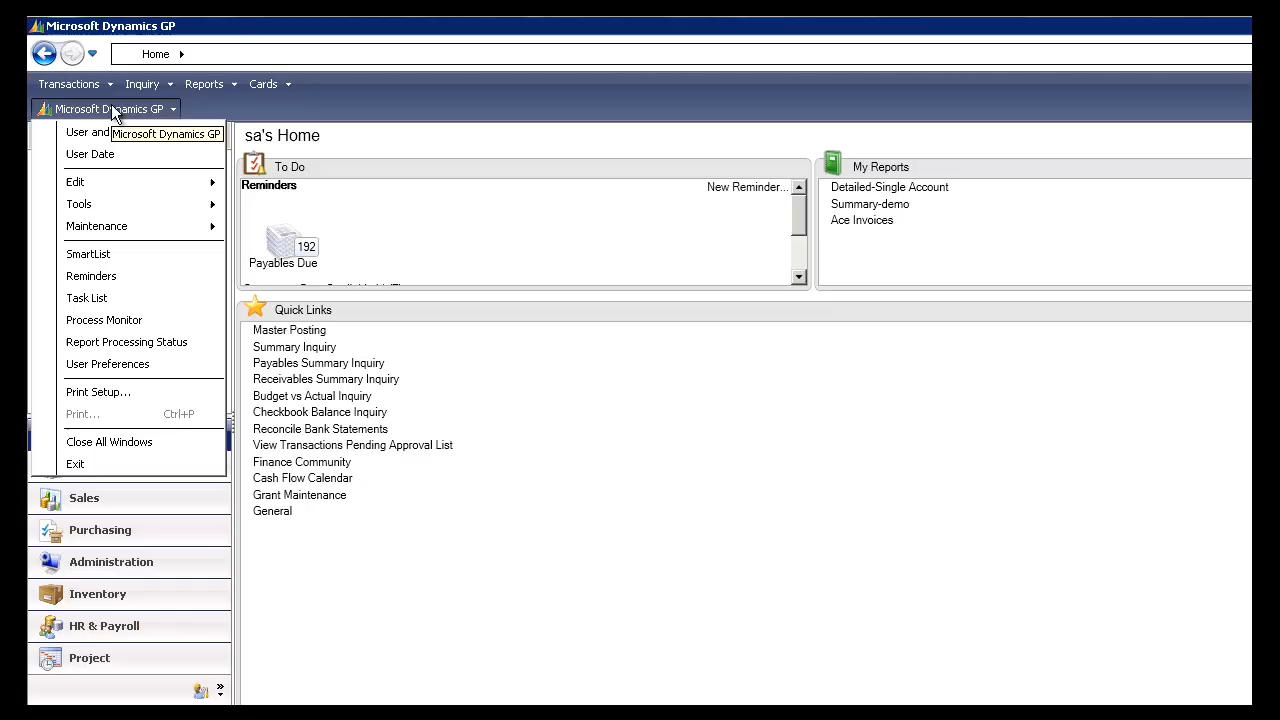 Microsoft Dynamics GP
Home
Transactions Inquiry Reports Cards
Microsoft Dynamics GP
User and
Microsoft Dynamics GP
User Date
Edit
Tools
Maintenance
SmartList
Reminders
Task List
Process Monitor
Report Processing Status
User Preferences
Print Setup...
Print... Ctrl+P
Close All Windows
Exit
Sales
Purchasing
Administration
Inventory
HR & Payroll
Project
sa's Home
To Do
Reminders
New Reminder...
192
Payables Due
My Reports
Detailed-Single Account
Summary-demo
Ace Invoices
Quick Links
Master Posting
Summary Inquiry
Payables Summary Inquiry
Receivables Summary Inquiry
Budget vs Actual Inquiry
Checkbook Balance Inquiry
Reconcile Bank Statements
View Transactions Pending Approval List
Finance Community
Cash Flow Calendar
Grant Maintenance
General